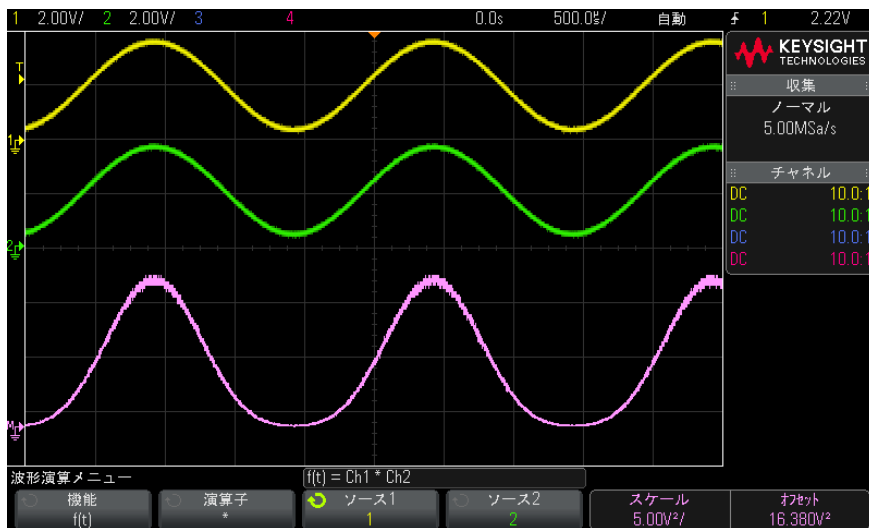 1 2.00V/ 2 2.00V/ 3 4 0.0s 500.0㎲/ 自動 1 2.22V
KEYSIGHT
TECHNOLOGIES
収集
ノーマル
5.00MSa/s
チャネル
DC 10.0:1
DC 10.0:1
DC 10.0:1
DC 10.0:1
T
1
2
M
波形演算メニュー f(t) = Ch1 * Ch2
機能
f(t)
演算子
*
ソース1
1
ソース2
2
スケール
5.00V²/
オフセット
16.380V²